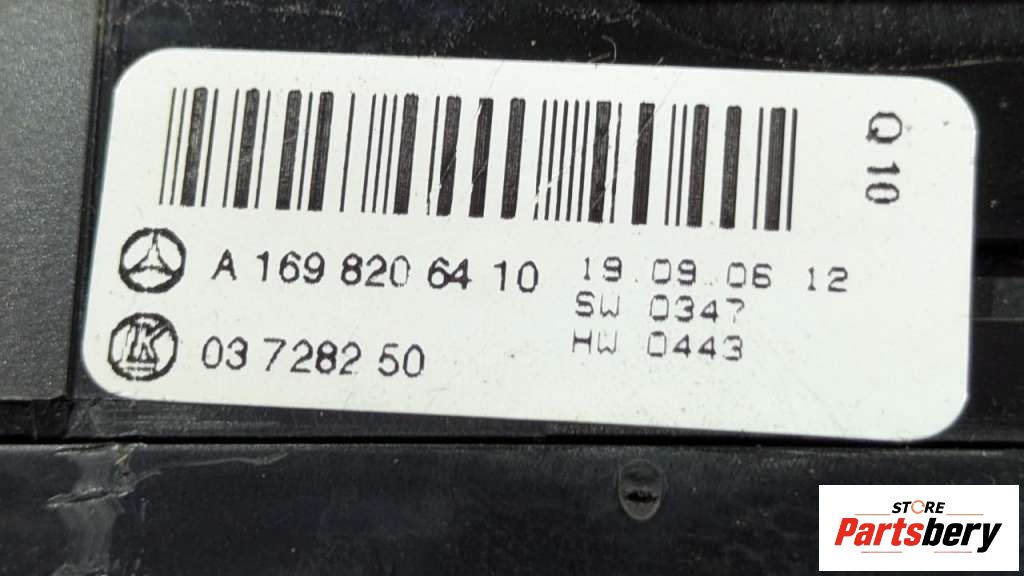 Q 10
A 169 820 64 10
19.09.06 12
SW 0347
HW 0443
K
03 7282 50
STORE
Partsbery